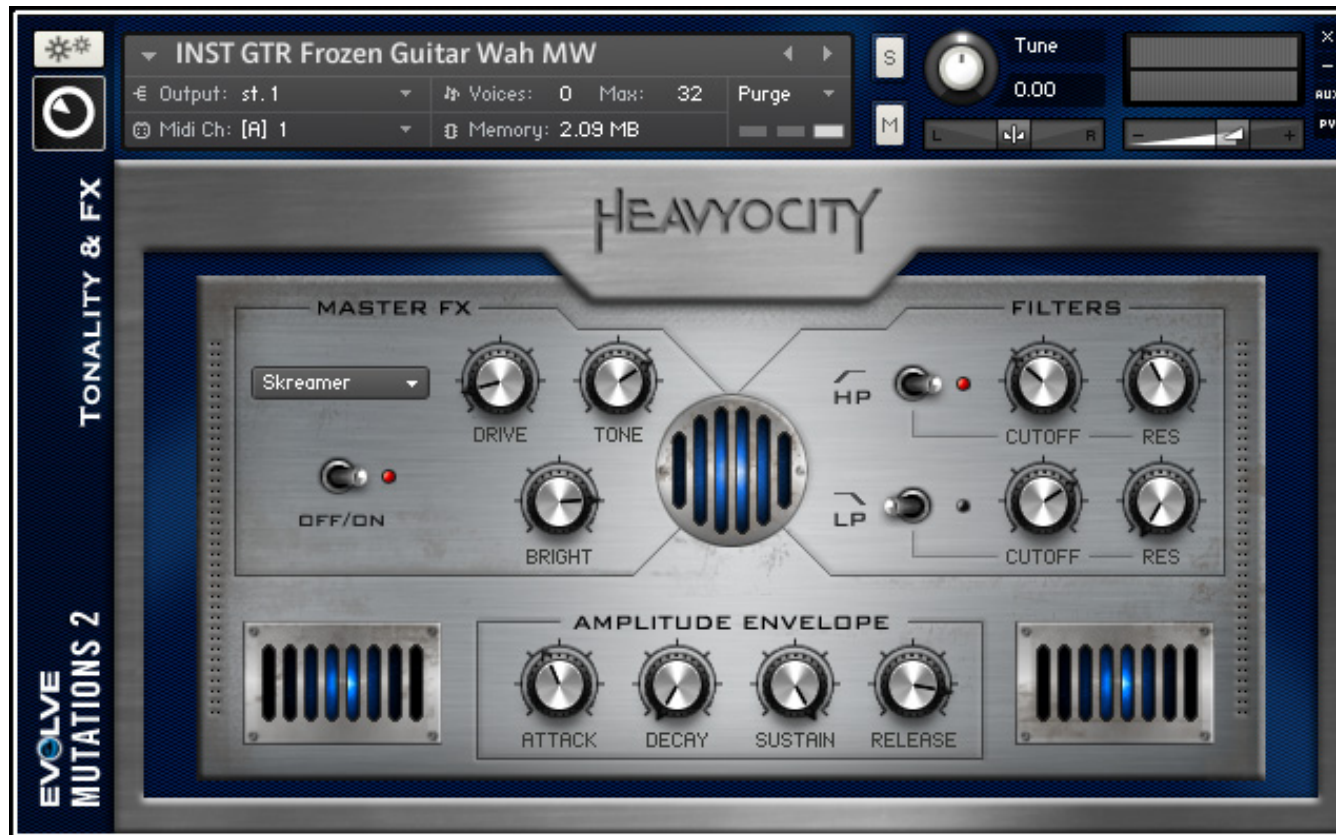 INST GTR Frozen Guitar Wah MW
Output: st.1
Voices: 0 Max: 32
Purge
Midi Ch: [A] 1
Memory: 2.09 MB
S
M
Tune
0.00
L
R
-
+
×
-
AUX
PV
TONALITY & FX
EVOLVE
MUTATIONS 2
HEAVYOCITY
MASTER FX
Skreamer
DRIVE
TONE
OFF/ON
BRIGHT
FILTERS
HP
CUTOFF
RES
LP
CUTOFF
RES
AMPLITUDE ENVELOPE
ATTACK
DECAY
SUSTAIN
RELEASE